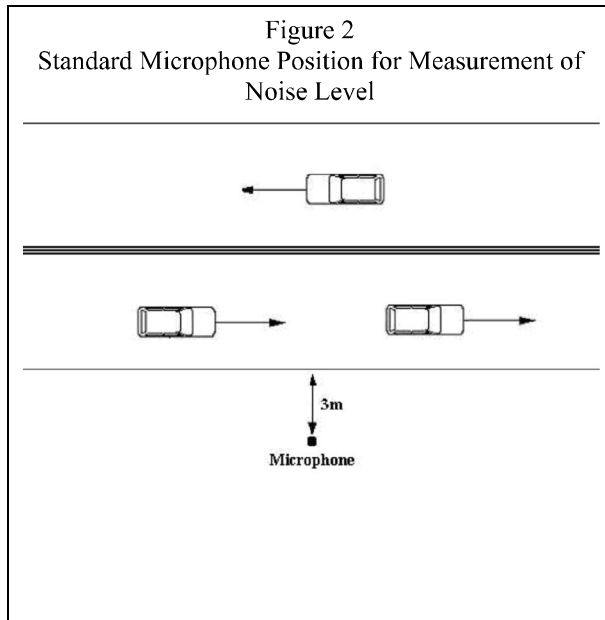 Figure 2
Standard Microphone Position for Measurement of
Noise Level
3m
Microphone